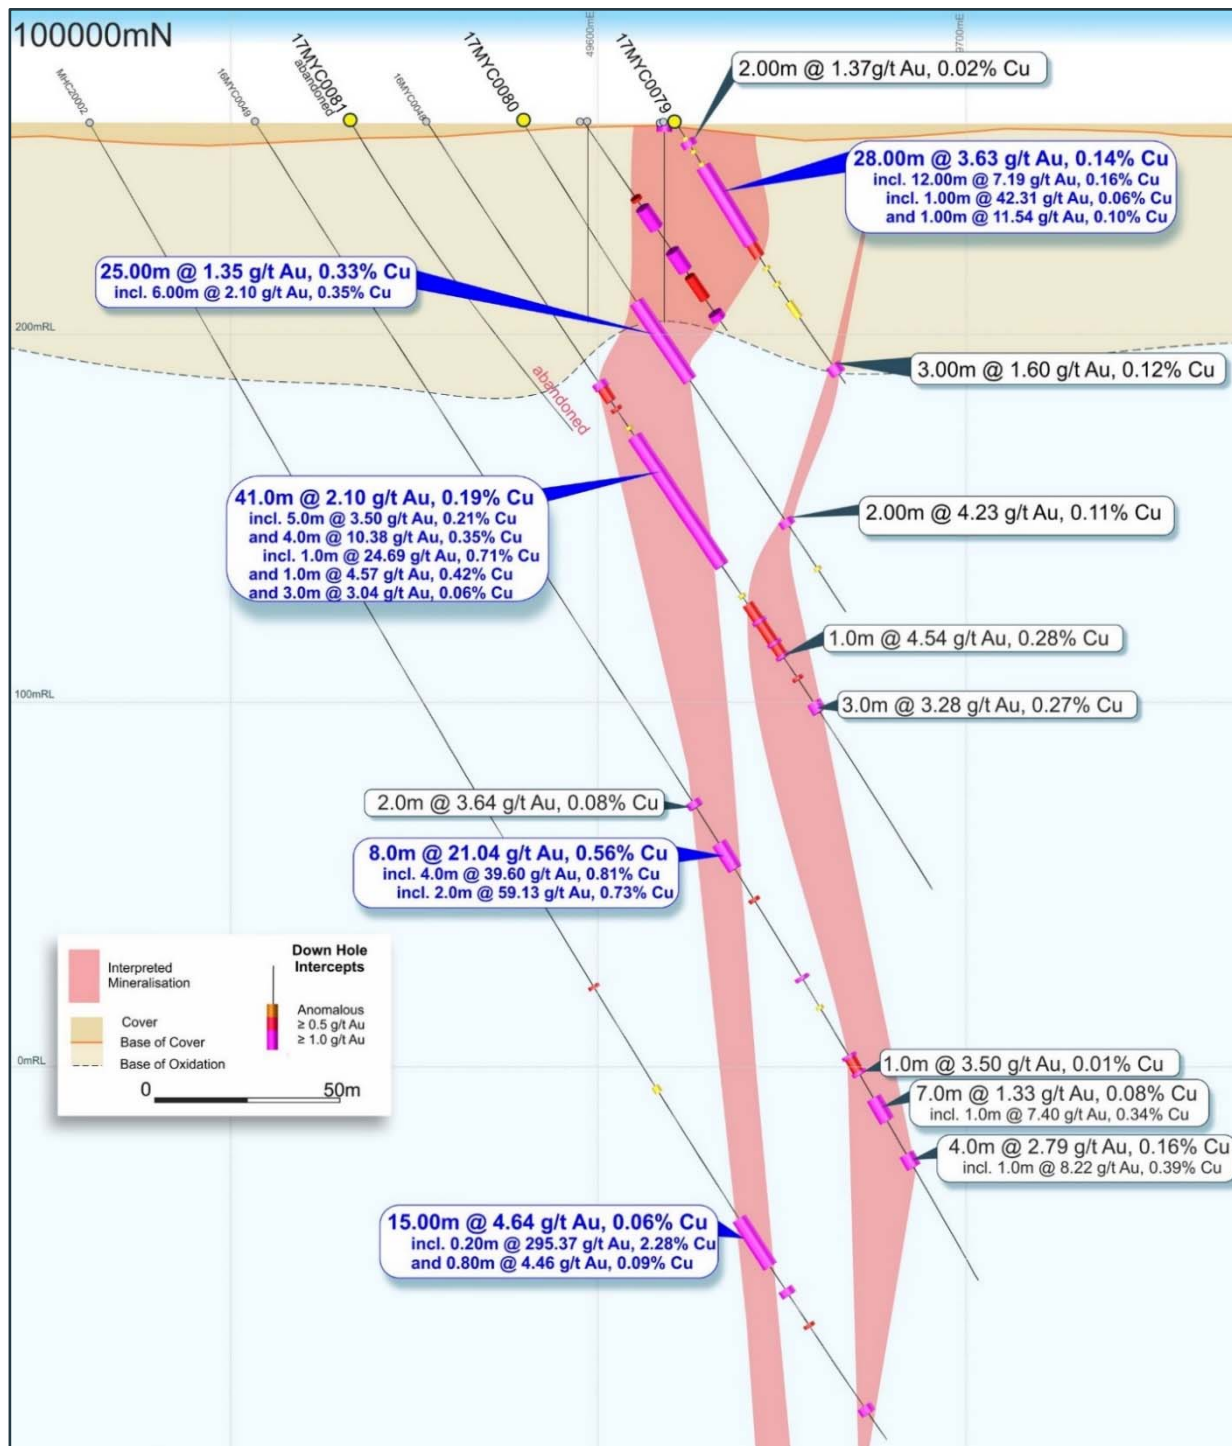 100000mN
MHC20002
16MYC0049
17MYC0081
abandoned
16MYC0048
17MYC0080
49600mE
17MYC0079
9700mE
2.00m @ 1.37g/t Au, 0.02% Cu
28.00m @ 3.63 g/t Au, 0.14% Cu
incl. 12.00m @ 7.19 g/t Au, 0.16% Cu
incl. 1.00m @ 42.31 g/t Au, 0.06% Cu
and 1.00m @ 11.54 g/t Au, 0.10% Cu
25.00m @ 1.35 g/t Au, 0.33% Cu
incl. 6.00m @ 2.10 g/t Au, 0.35% Cu
200mRL
3.00m @ 1.60 g/t Au, 0.12% Cu
abandoned
41.0m @ 2.10 g/t Au, 0.19% Cu
incl. 5.0m @ 3.50 g/t Au, 0.21% Cu
and 4.0m @ 10.38 g/t Au, 0.35% Cu
incl. 1.0m @ 24.69 g/t Au, 0.71% Cu
and 1.0m @ 4.57 g/t Au, 0.42% Cu
and 3.0m @ 3.04 g/t Au, 0.06% Cu
2.00m @ 4.23 g/t Au, 0.11% Cu
1.0m @ 4.54 g/t Au, 0.28% Cu
100mRL
3.0m @ 3.28 g/t Au, 0.27% Cu
2.0m @ 3.64 g/t Au, 0.08% Cu
8.0m @ 21.04 g/t Au, 0.56% Cu
incl. 4.0m @ 39.60 g/t Au, 0.81% Cu
incl. 2.0m @ 59.13 g/t Au, 0.73% Cu
Interpreted
Mineralisation
Cover
Base of Cover
Base of Oxidation
Down Hole
Intercepts
Anomalous
≥ 0.5 g/t Au
≥ 1.0 g/t Au
0 50m
0mRL
1.0m @ 3.50 g/t Au, 0.01% Cu
7.0m @ 1.33 g/t Au, 0.08% Cu
incl. 1.0m @ 7.40 g/t Au, 0.34% Cu
4.0m @ 2.79 g/t Au, 0.16% Cu
incl. 1.0m @ 8.22 g/t Au, 0.39% Cu
15.00m @ 4.64 g/t Au, 0.06% Cu
incl. 0.20m @ 295.37 g/t Au, 2.28% Cu
and 0.80m @ 4.46 g/t Au, 0.09% Cu